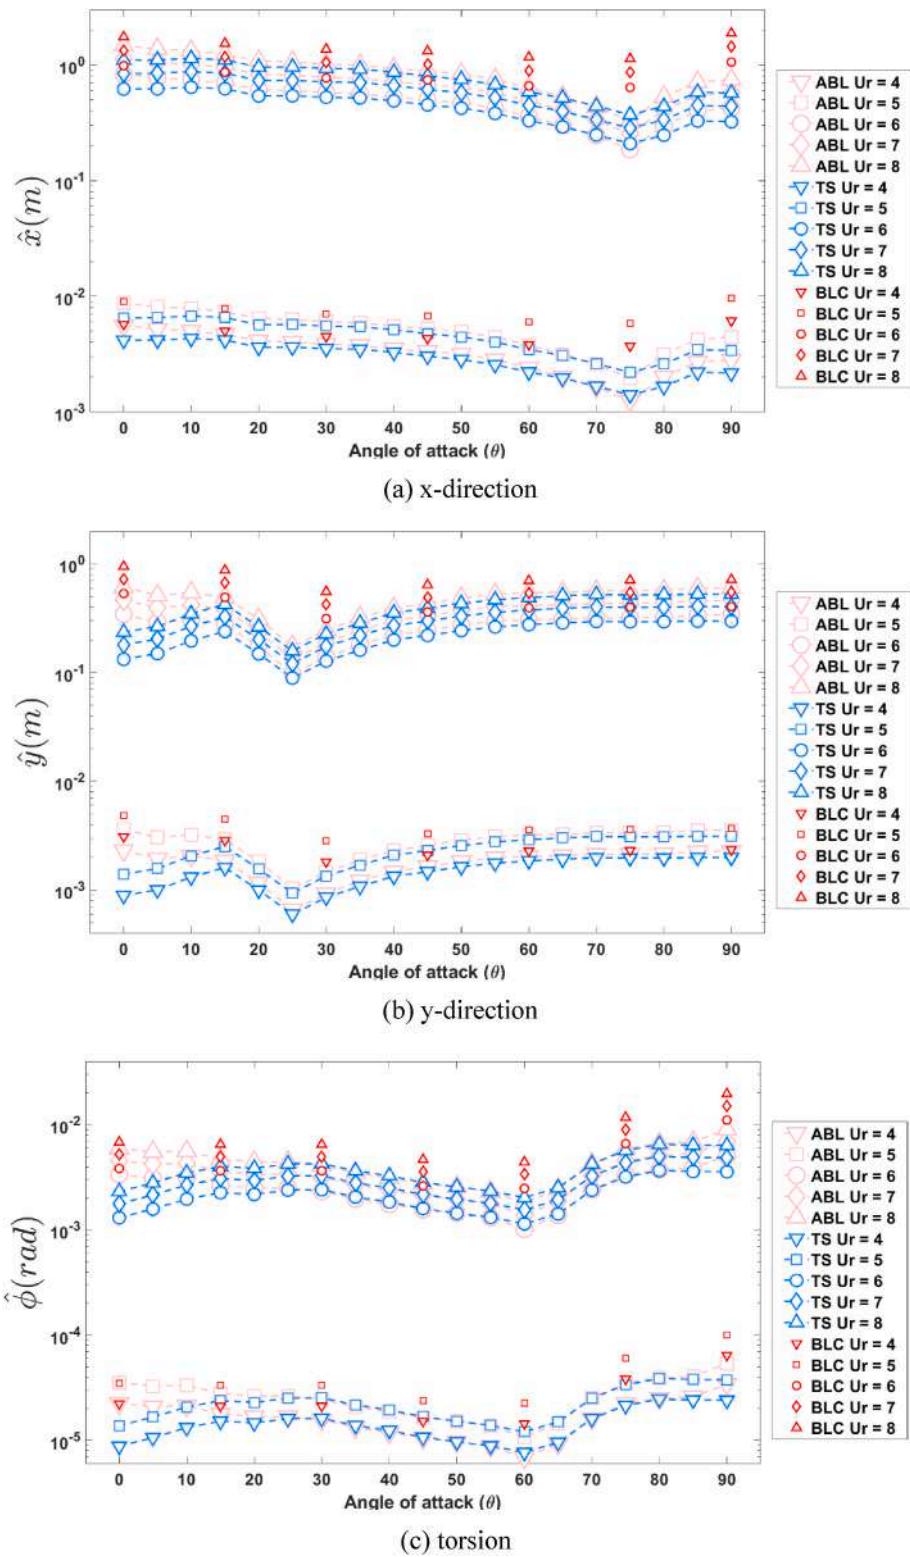 10^0
10^-1
10^-2
10^-3
x̂(m)
0 10 20 30 40 50 60 70 80 90
Angle of attack (θ)
ABL Ur = 4
ABL Ur = 5
ABL Ur = 6
ABL Ur = 7
ABL Ur = 8
TS Ur = 4
TS Ur = 5
TS Ur = 6
TS Ur = 7
TS Ur = 8
BLC Ur = 4
BLC Ur = 5
BLC Ur = 6
BLC Ur = 7
BLC Ur = 8
(a) x-direction
10^0
10^-1
10^-2
10^-3
ŷ(m)
0 10 20 30 40 50 60 70 80 90
Angle of attack (θ)
ABL Ur = 4
ABL Ur = 5
ABL Ur = 6
ABL Ur = 7
ABL Ur = 8
TS Ur = 4
TS Ur = 5
TS Ur = 6
TS Ur = 7
TS Ur = 8
BLC Ur = 4
BLC Ur = 5
BLC Ur = 6
BLC Ur = 7
BLC Ur = 8
(b) y-direction
10^-2
10^-3
10^-4
10^-5
ϕ̂(rad)
0 10 20 30 40 50 60 70 80 90
Angle of attack (θ)
ABL Ur = 4
ABL Ur = 5
ABL Ur = 6
ABL Ur = 7
ABL Ur = 8
TS Ur = 4
TS Ur = 5
TS Ur = 6
TS Ur = 7
TS Ur = 8
BLC Ur = 4
BLC Ur = 5
BLC Ur = 6
BLC Ur = 7
BLC Ur = 8
(c) torsion